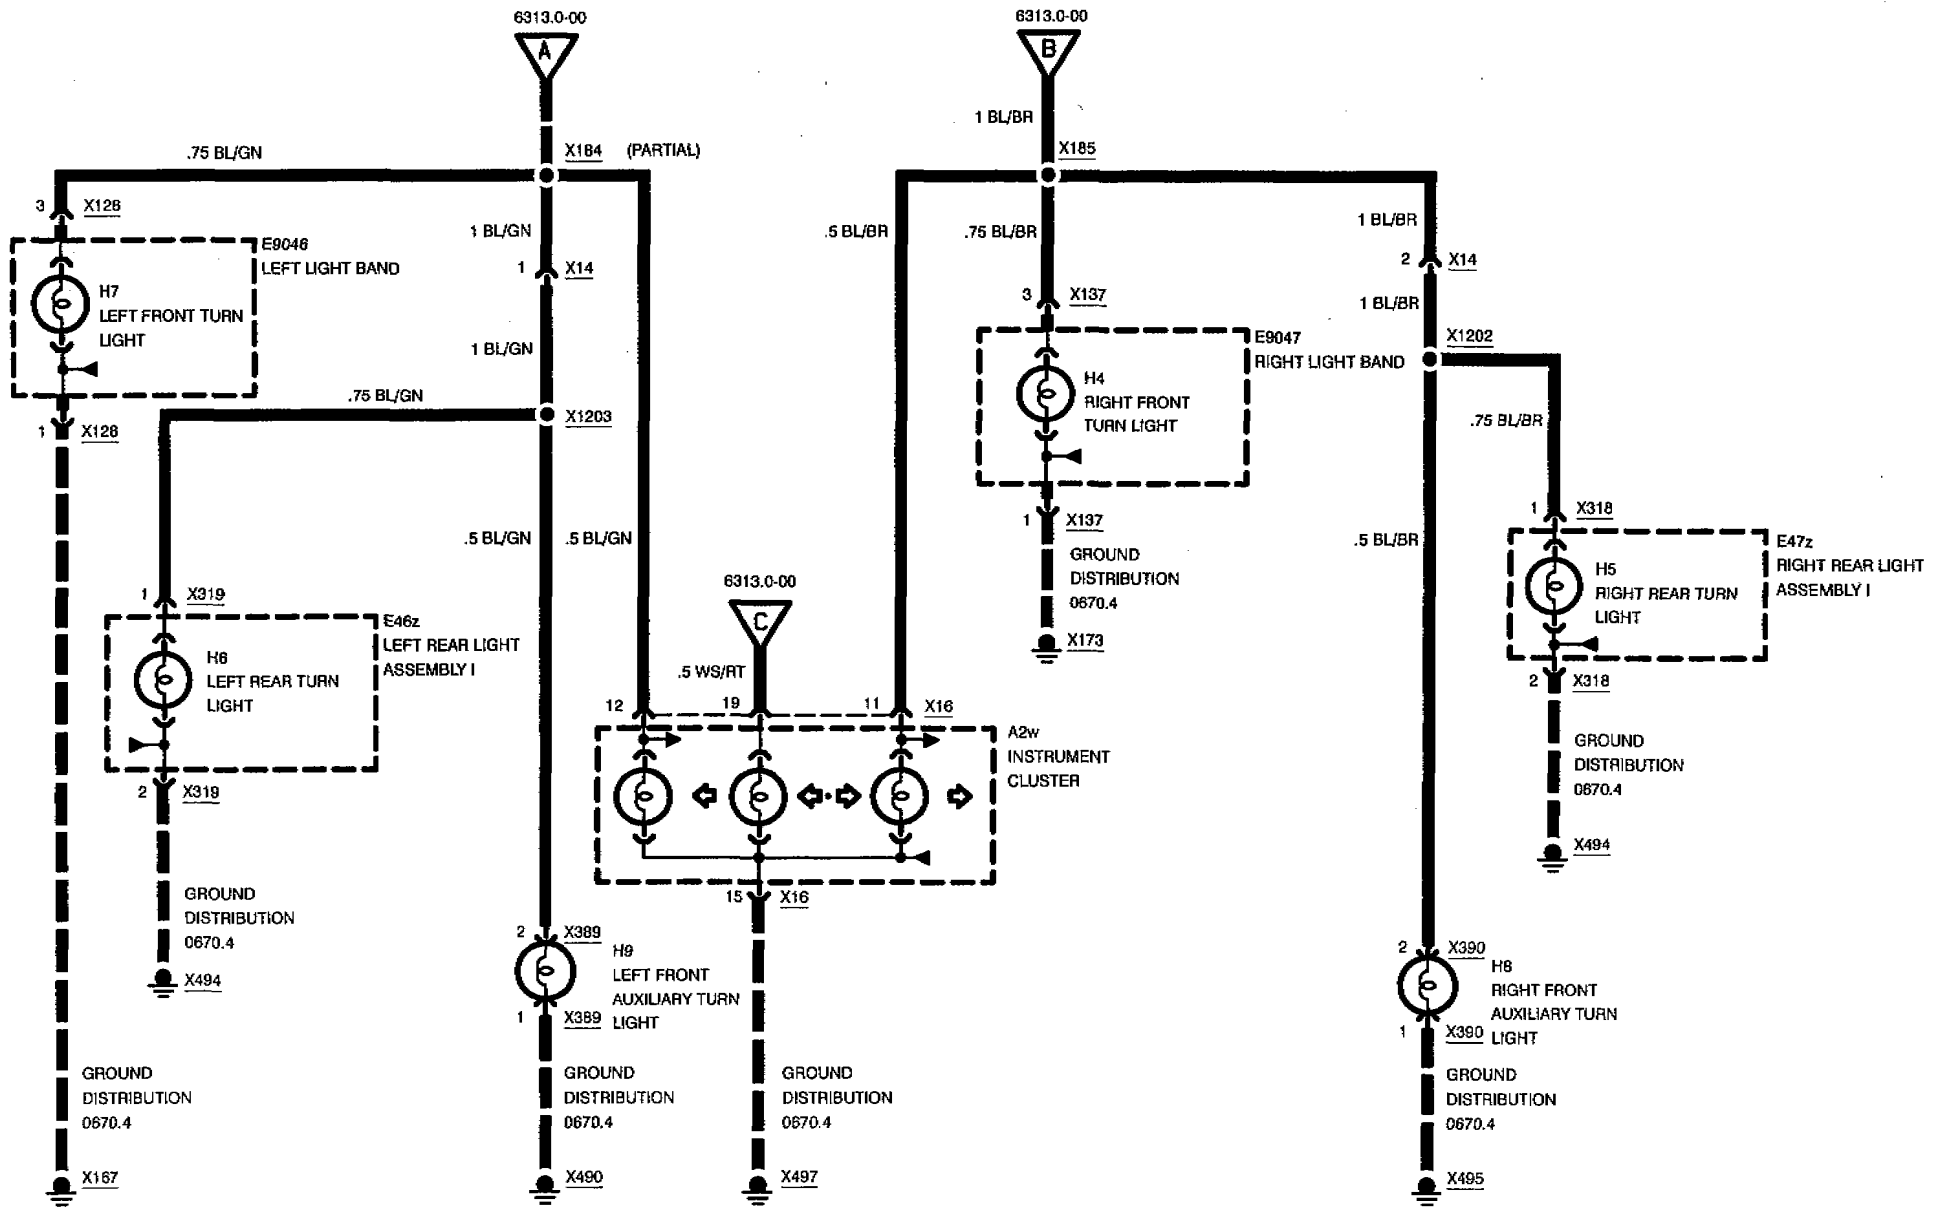 6313.0-00
6313.0-00
A
B
1 BL/BR
.75 BL/GN
X184 (PARTIAL)
X185
3 X128
1 BL/GN
.5 BL/BR
.75 BL/BR
1 BL/BR
E9046
LEFT LIGHT BAND
1 X14
2 X14
H7
LEFT FRONT TURN
LIGHT
3 X137
1 BL/BR
1 BL/GN
E9047
RIGHT LIGHT BAND
X1202
.75 BL/GN
H4
RIGHT FRONT
TURN LIGHT
X1203
.75 BL/BR
1 X128
1 X137
1 X318
.5 BL/GN
.5 BL/GN
.5 BL/BR
GROUND
DISTRIBUTION
0670.4
E47z
RIGHT REAR LIGHT
ASSEMBLY I
H5
RIGHT REAR TURN
LIGHT
6313.0-00
C
1 X319
E46z
LEFT REAR LIGHT
ASSEMBLY I
X173
H6
LEFT REAR TURN
LIGHT
.5 WS/RT
2 X318
12
19
11
X16
A2w
INSTRUMENT
CLUSTER
GROUND
DISTRIBUTION
0670.4
2 X319
X494
GROUND
DISTRIBUTION
0670.4
15 X16
2 X389
H9
LEFT FRONT
AUXILIARY TURN
LIGHT
2 X390
H8
RIGHT FRONT
AUXILIARY TURN
LIGHT
X494
1 X389
1 X390
GROUND
DISTRIBUTION
0670.4
GROUND
DISTRIBUTION
0670.4
GROUND
DISTRIBUTION
0670.4
GROUND
DISTRIBUTION
0670.4
X167
X490
X497
X495